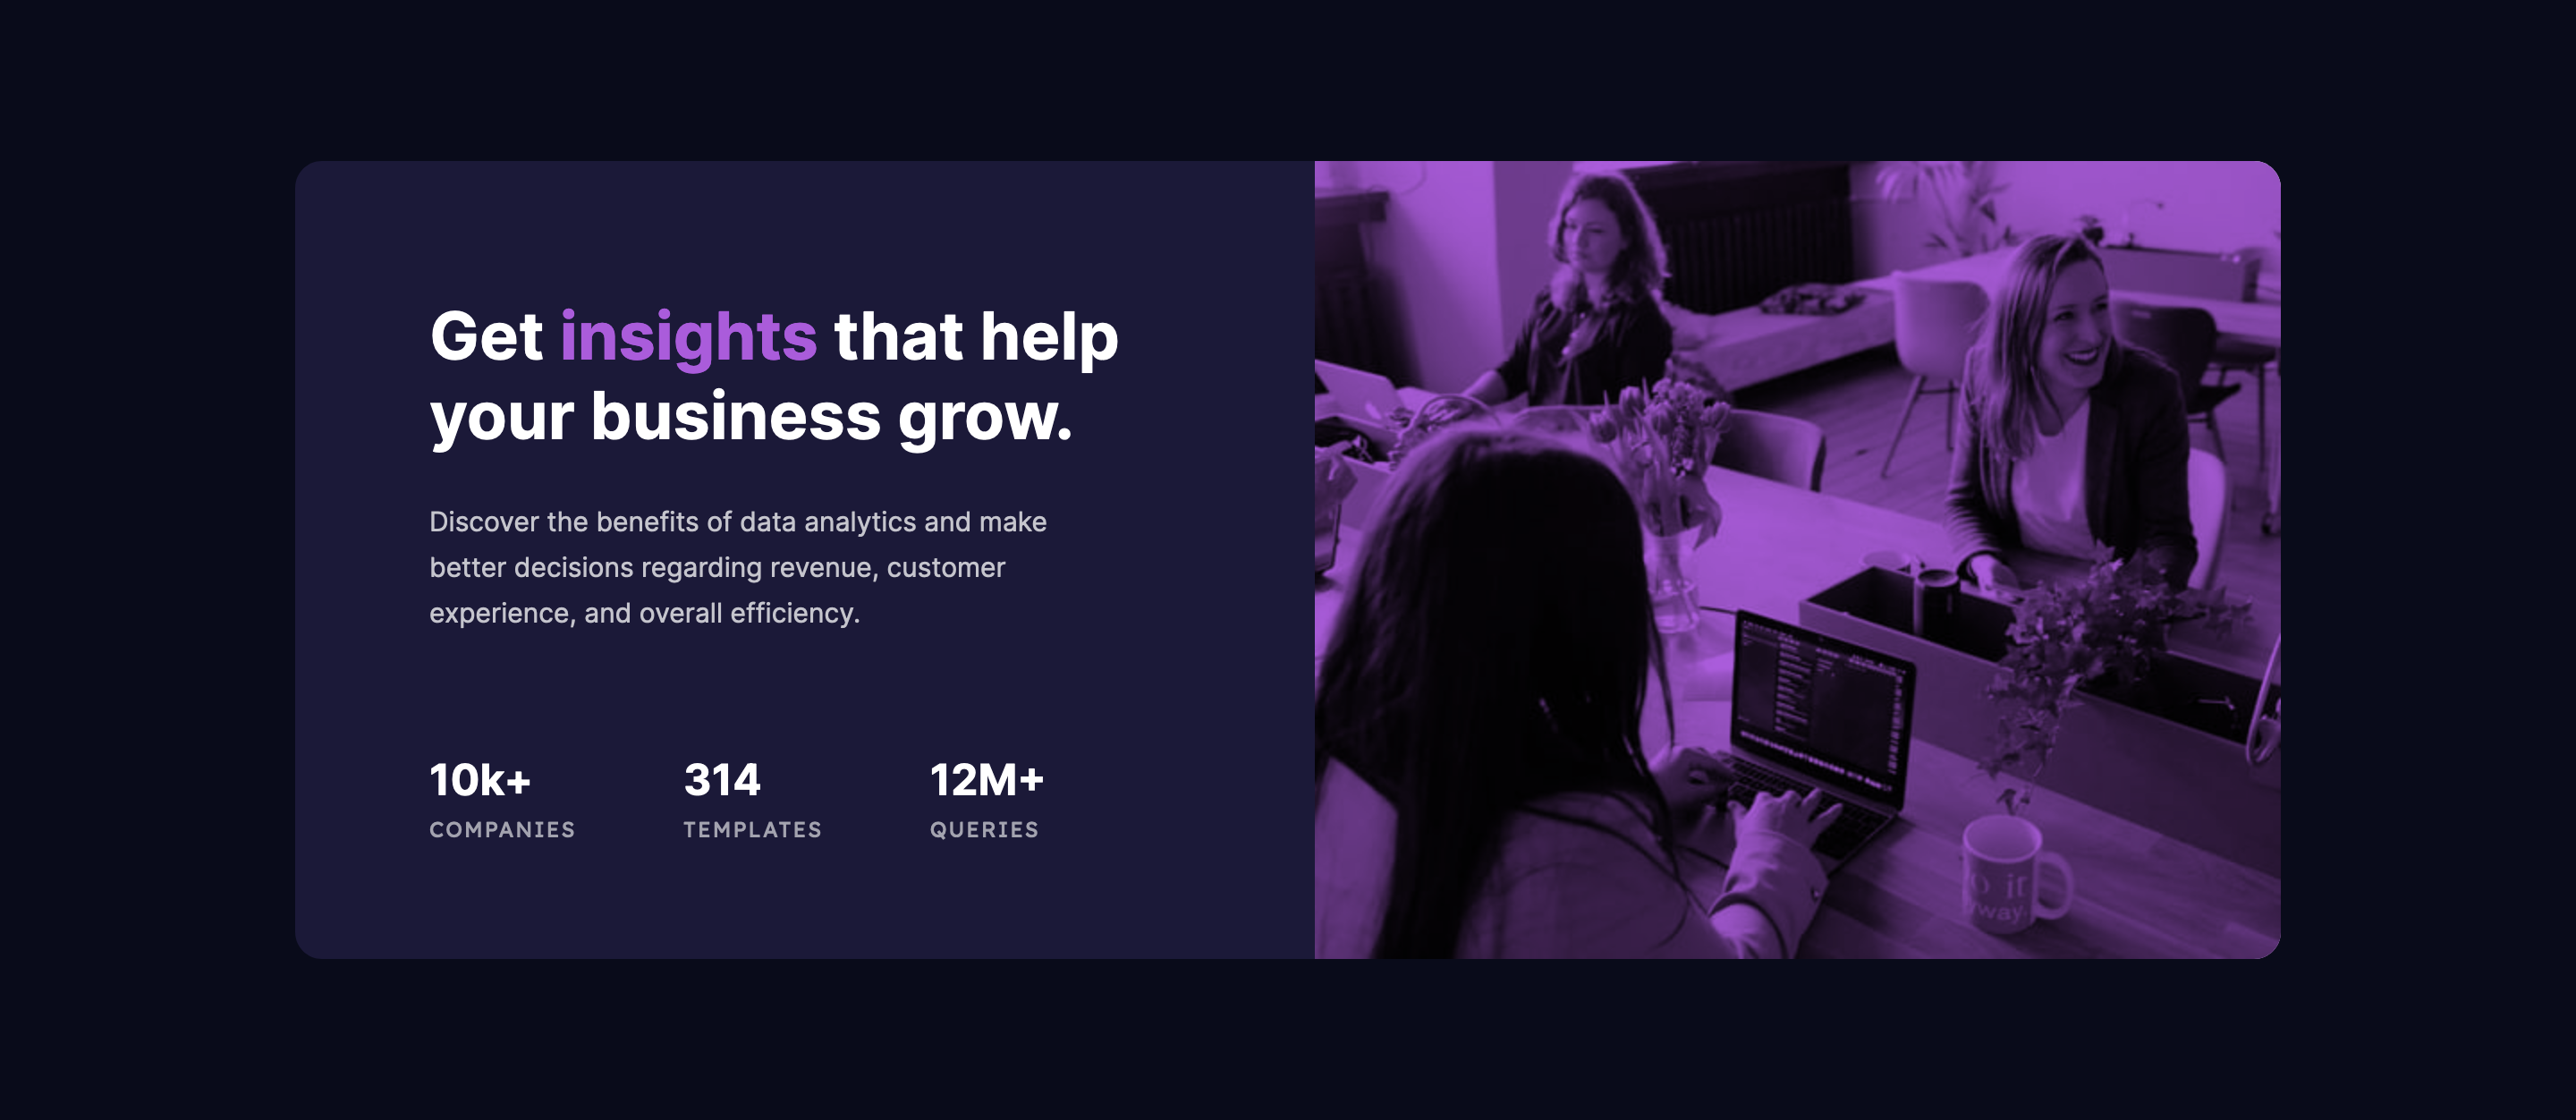 Get insights that help
your business grow.
Discover the benefits of data analytics and make
better decisions regarding revenue, customer
experience, and overall efficiency.
10k+ 314 12M+
COMPANIES TEMPLATES QUERIES